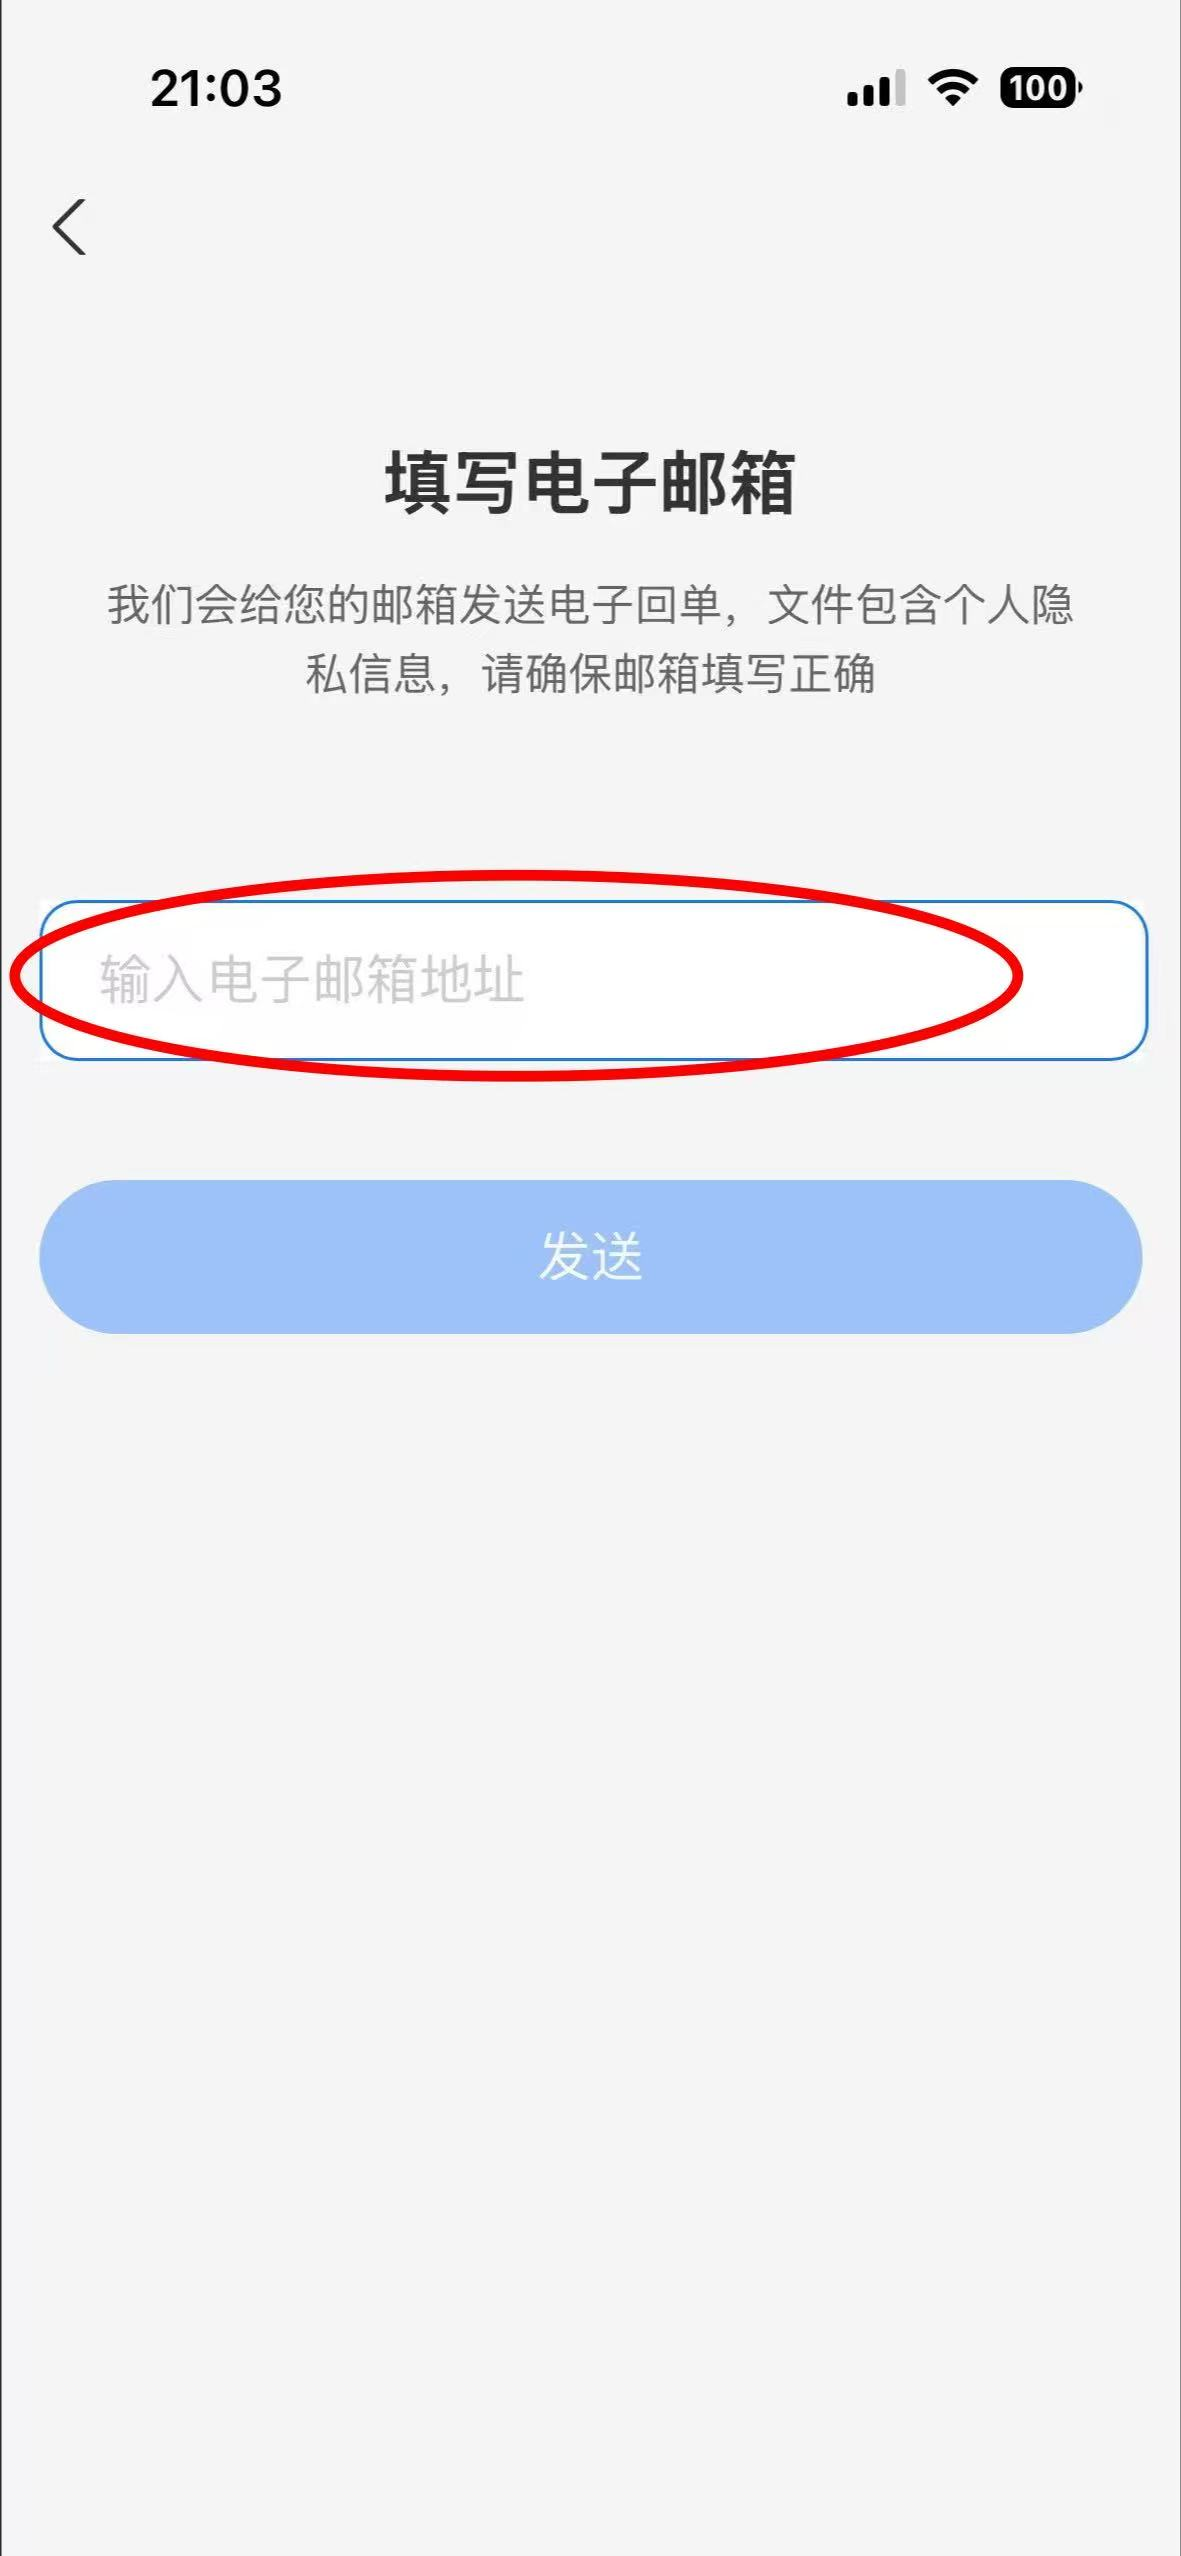 21:03
100
填写电子邮箱
我们会给您的邮箱发送电子回单，文件包含个人隐
私信息，请确保邮箱填写正确
输入电子邮箱地址
发送